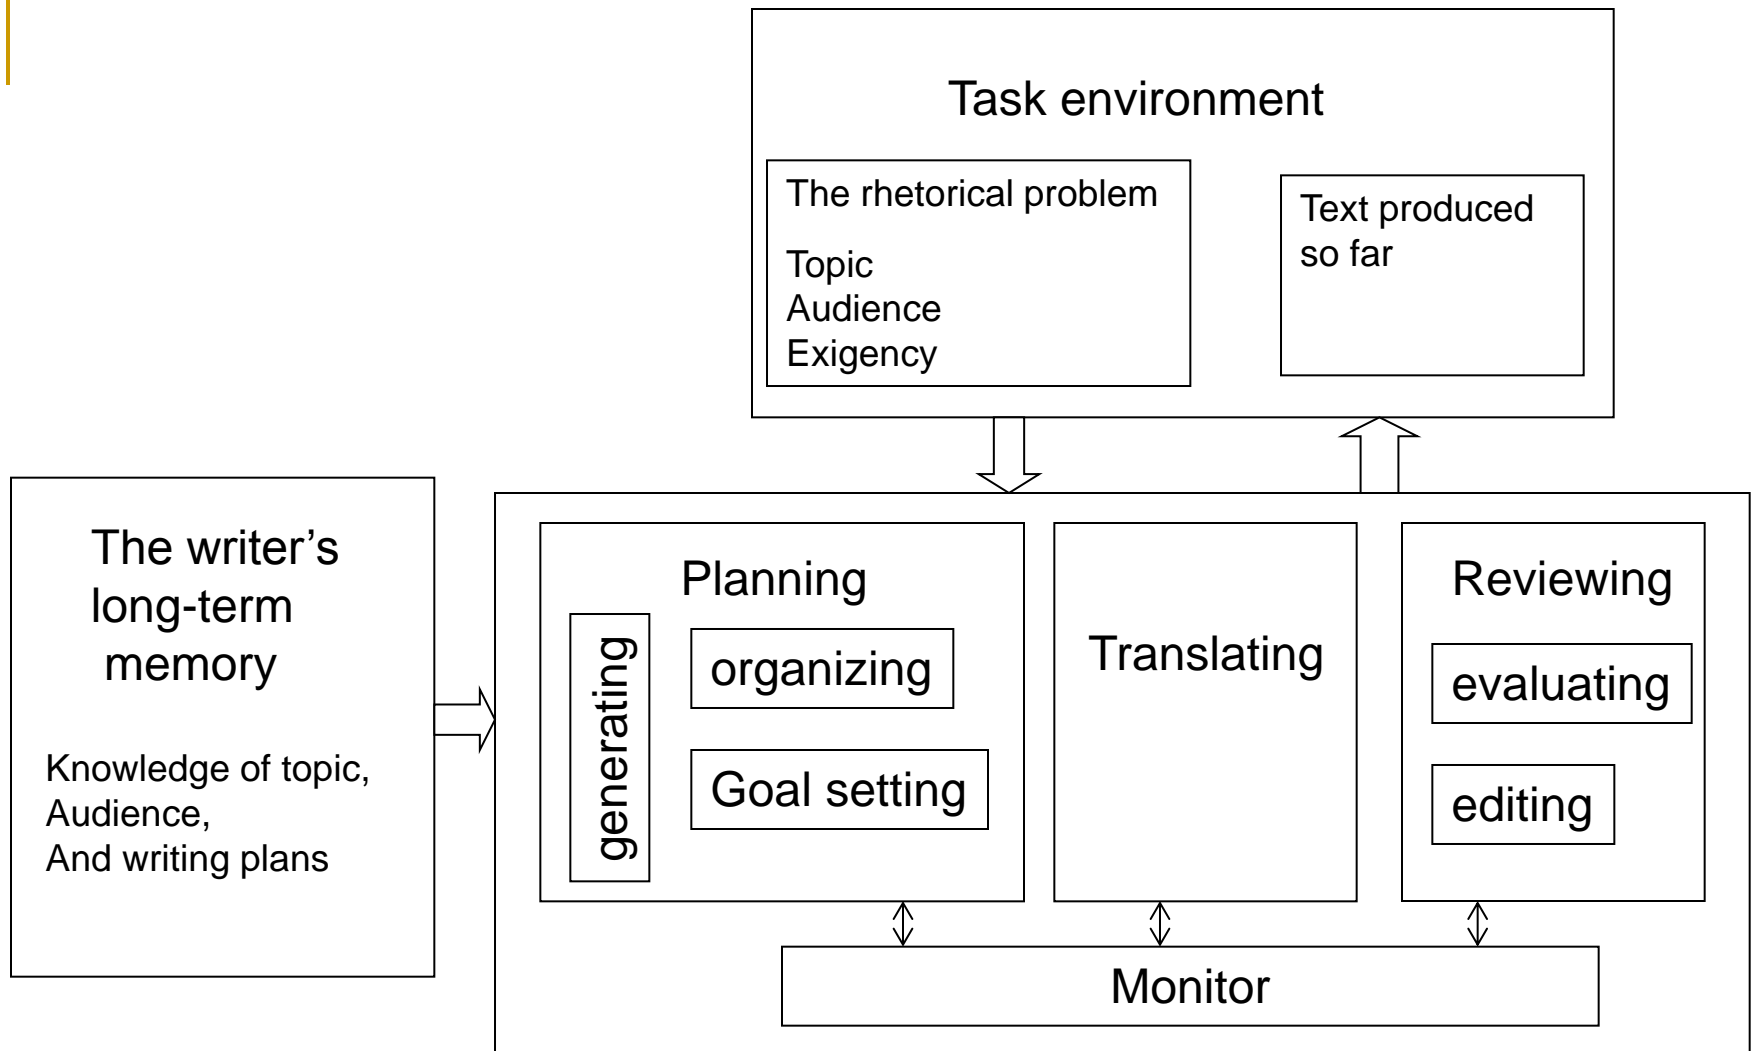 Task environment
The rhetorical problem
Topic
Audience
Exigency
Text produced
so far
The writer’s
long-term
memory
Knowledge of topic,
Audience,
And writing plans
Planning
generating
organizing
Goal setting
Translating
Reviewing
evaluating
editing
Monitor